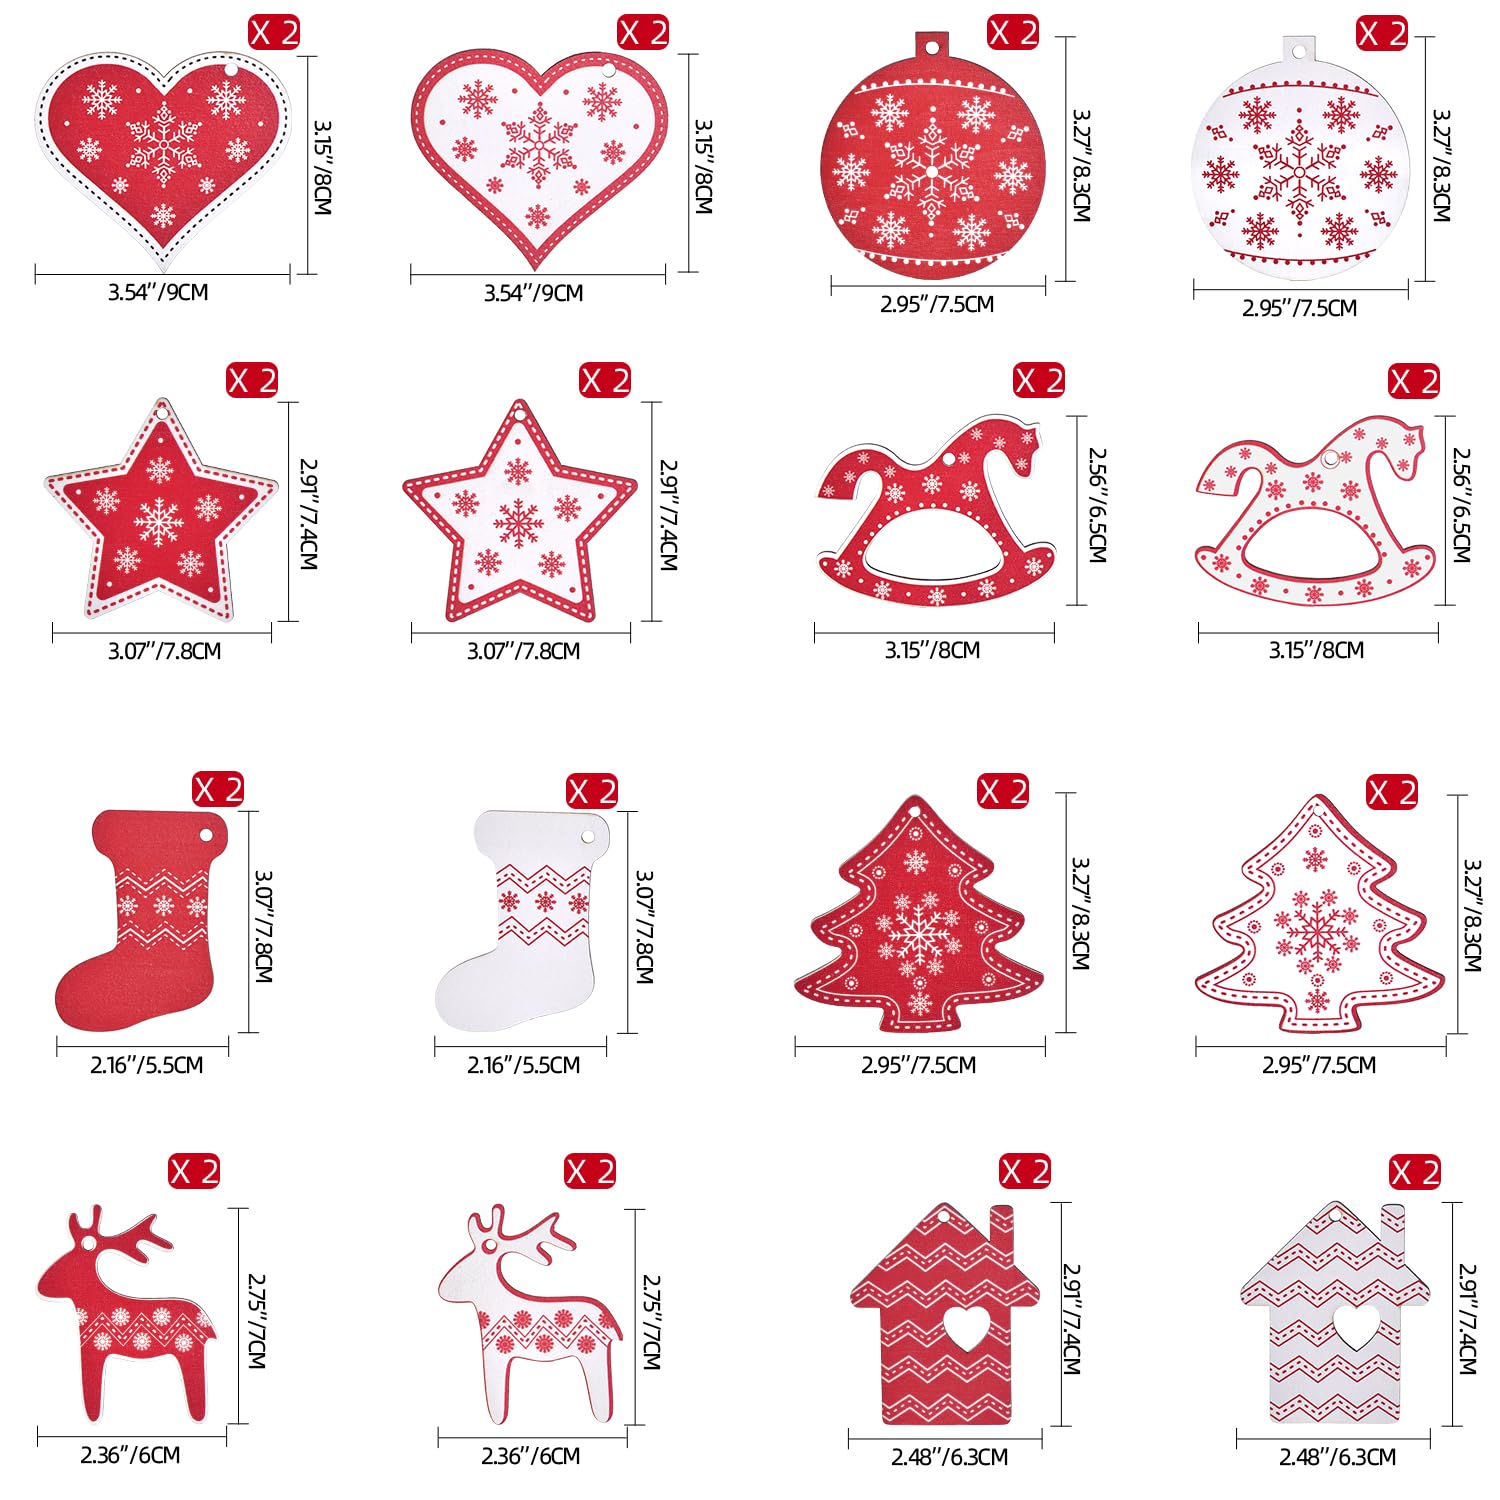 X 2
X 2
X 2
X 2
3.15"/8CM
3.15"/8CM
3.27"/8.3CM
3.27"/8.3CM
3.54"/9CM
3.54"/9CM
2.95"/7.5CM
2.95"/7.5CM
X 2
X 2
X 2
X 2
2.91"/7.4CM
2.91"/7.4CM
2.56"/6.5CM
2.56"/6.5CM
3.07"/7.8CM
3.07"/7.8CM
3.15"/8CM
3.15"/8CM
X 2
X 2
X 2
X 2
3.07"/7.8CM
3.07"/7.8CM
3.27"/8.3CM
3.27"/8.3CM
2.16"/5.5CM
2.16"/5.5CM
2.95"/7.5CM
2.95"/7.5CM
X 2
X 2
X 2
X 2
2.75"/7CM
2.75"/7CM
2.91"/7.4CM
2.91"/7.4CM
2.36"/6CM
2.36"/6CM
2.48"/6.3CM
2.48"/6.3CM